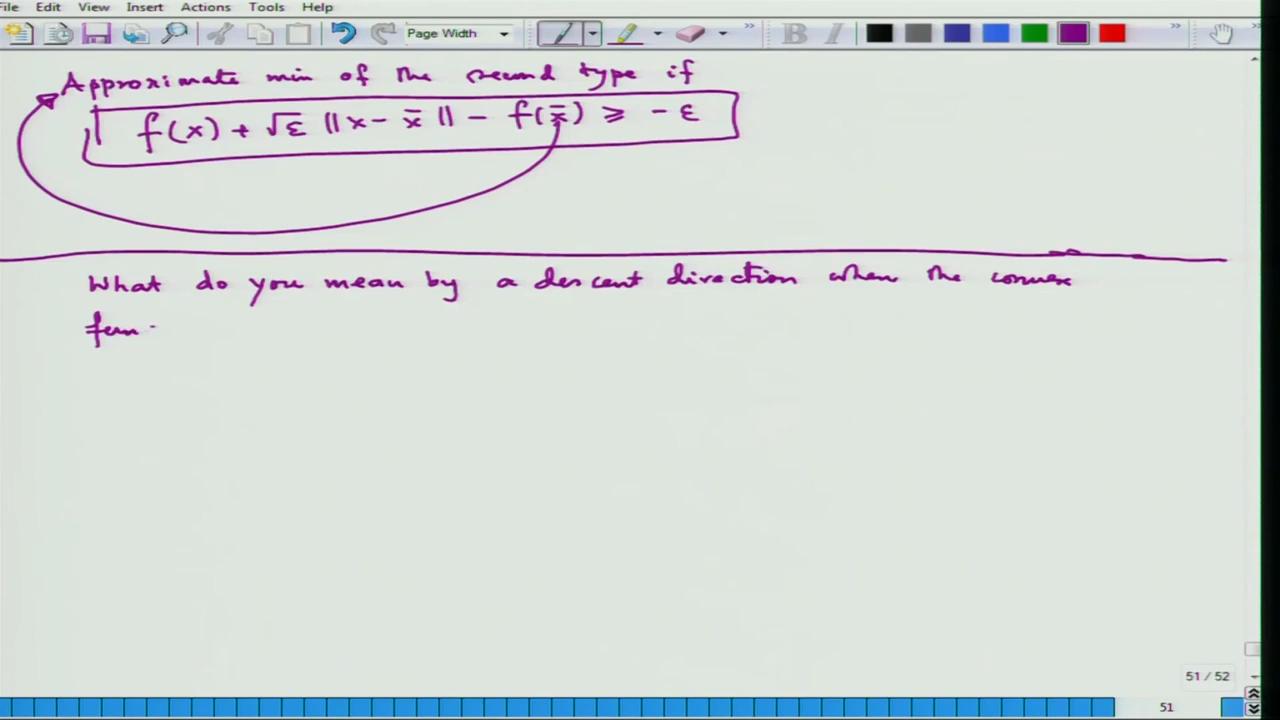 File Edit View Insert Actions Tools Help
Page Width
Approximate min of the second type if
f(x) + √ε ||x - x̄|| - f(x̄) ≥ - ε
What do you mean by a descent direction when the convex
fun
51 / 52
51